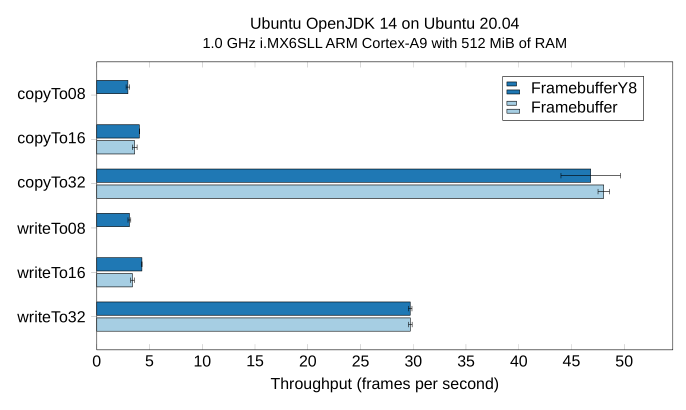 Ubuntu OpenJDK 14 on Ubuntu 20.04
1.0 GHz i.MX6SLL ARM Cortex-A9 with 512 MiB of RAM
FramebufferY8
Framebuffer
copyTo08
copyTo16
copyTo32
writeTo08
writeTo16
writeTo32
0 5 10 15 20 25 30 35 40 45 50
Throughput (frames per second)